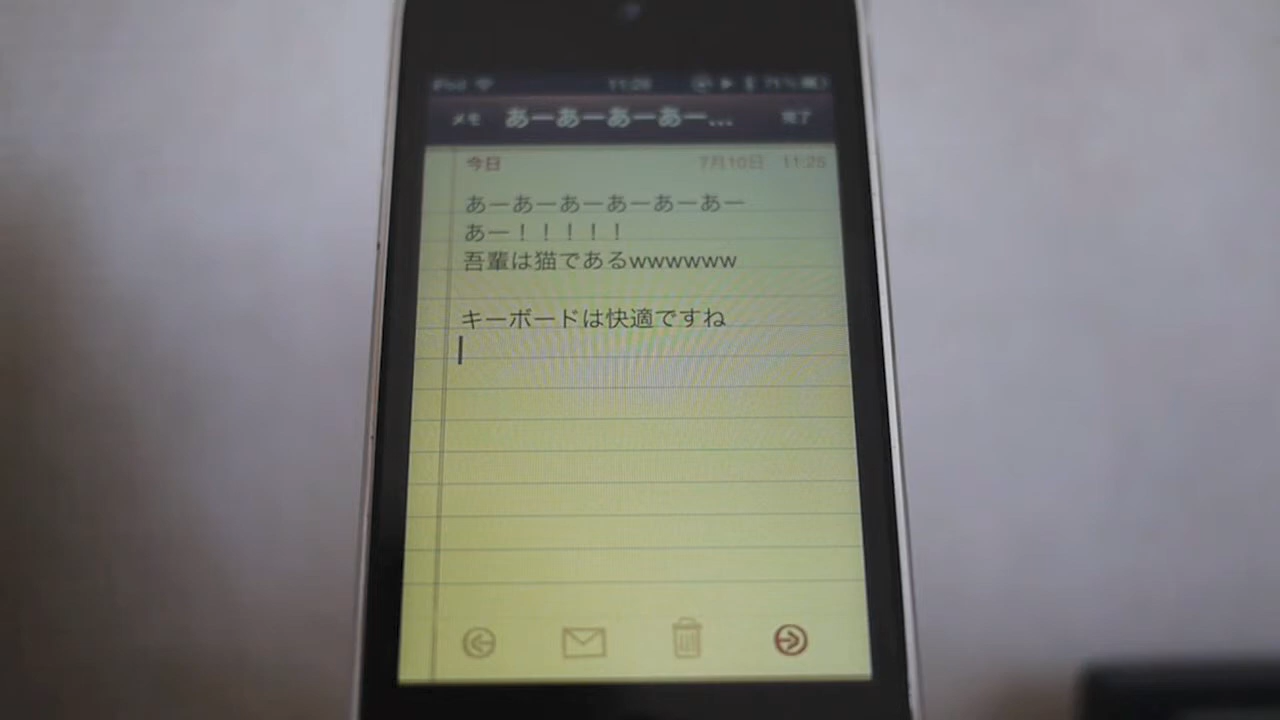 iPod 11:26 71%
メモ あーあーあーあー... 完了
今日 7月10日 11:25
あーあーあーあーあーあー
あー！！！！！
吾輩は猫であるwwwwww
キーボードは快適ですね